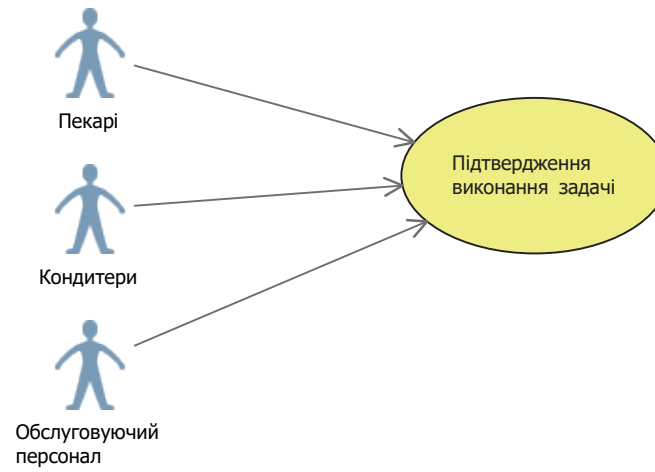 Пекарі
Підтвердження
виконання задачі
Кондитери
Обслуговуючий
персонал